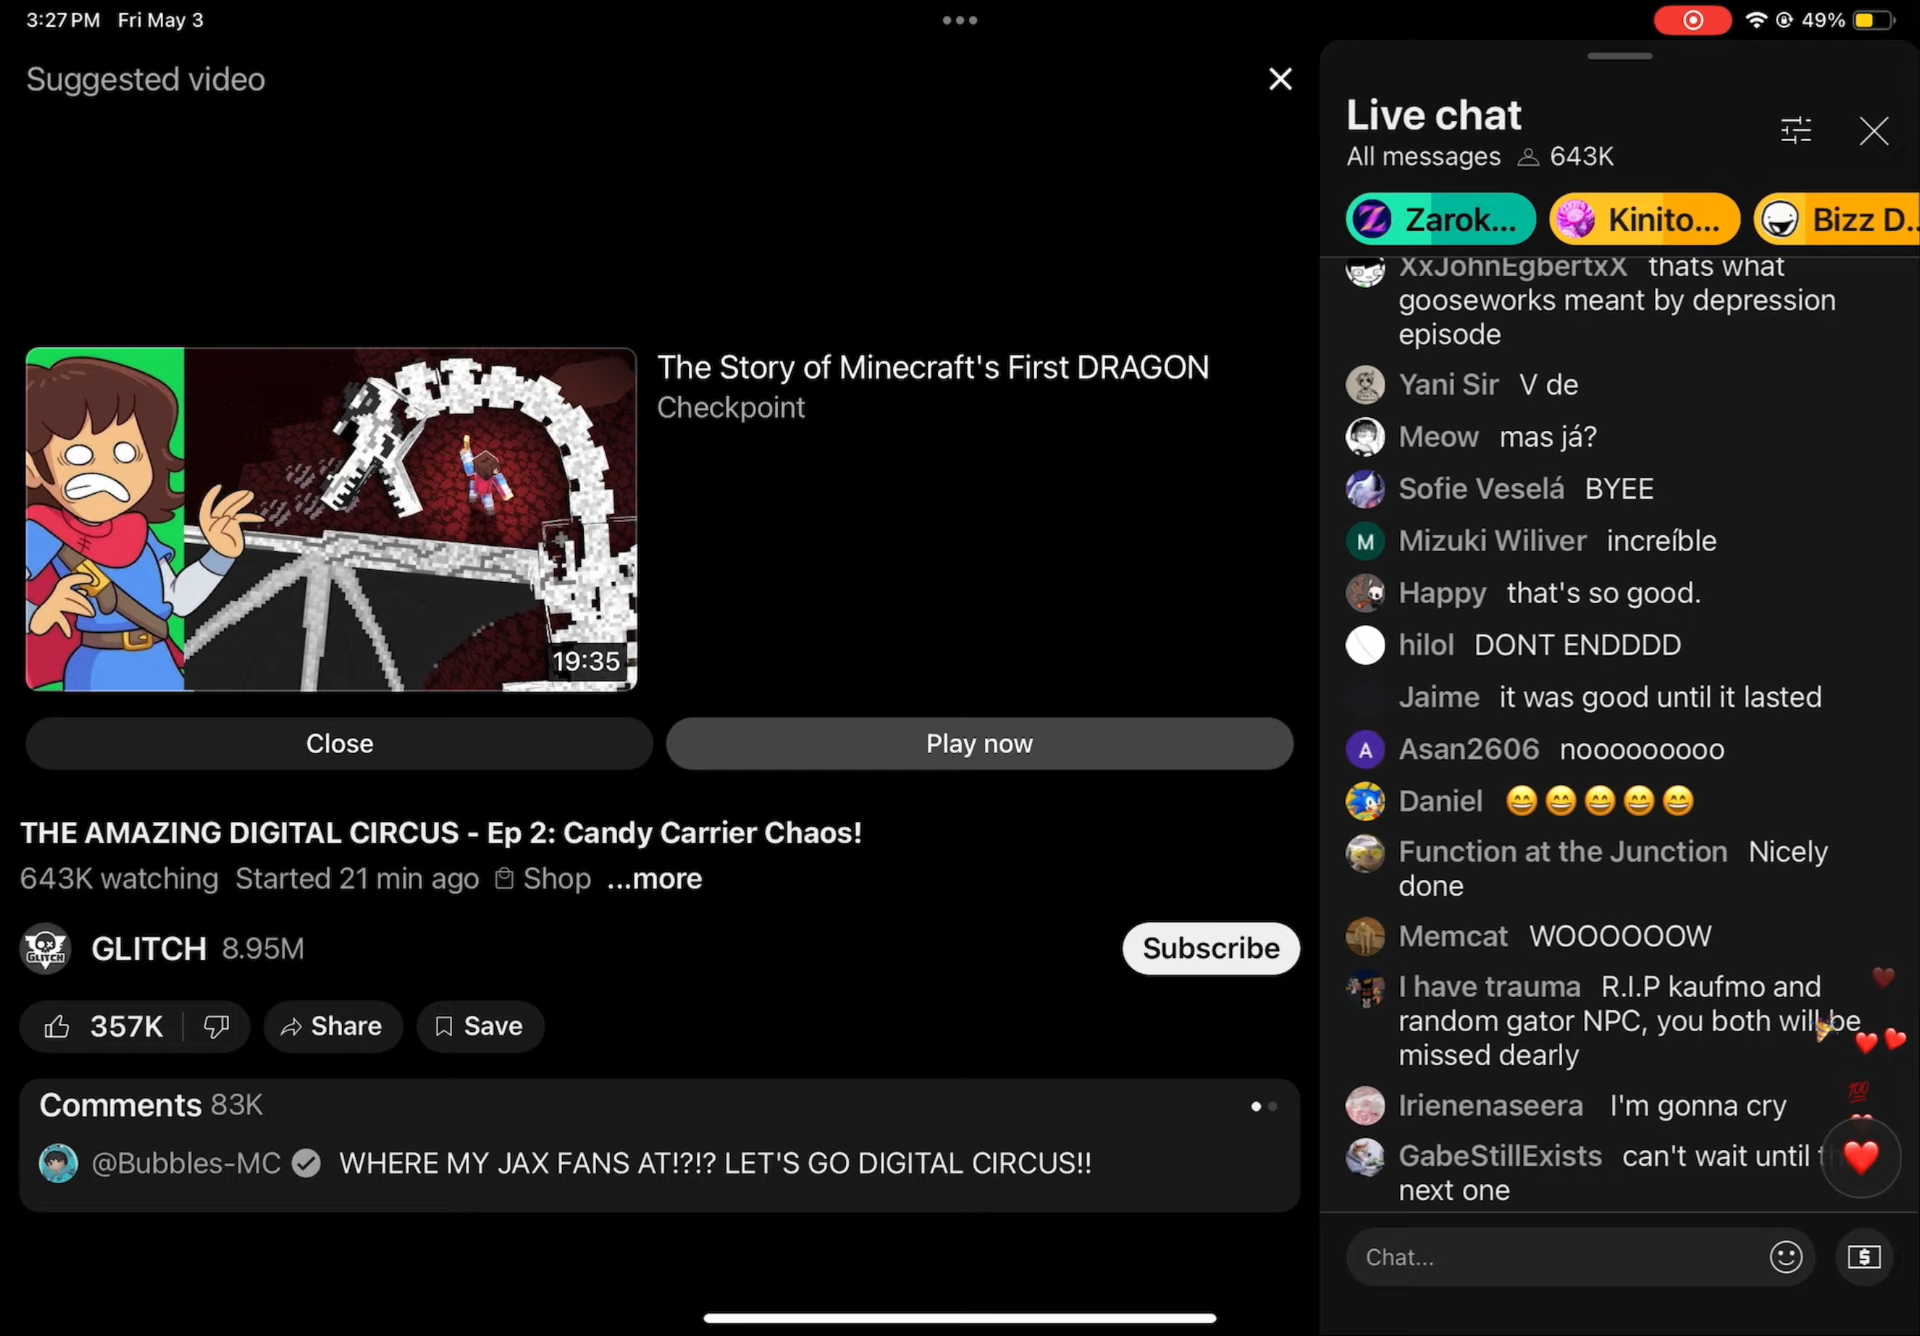 3:27 PM Fri May 3
49%
Suggested video
The Story of Minecraft's First DRAGON
Checkpoint
19:35
Close
Play now
THE AMAZING DIGITAL CIRCUS - Ep 2: Candy Carrier Chaos!
643K watching Started 21 min ago Shop ...more
GLITCH
GLITCH 8.95M
Subscribe
357K
Share
Save
Comments 83K
@Bubbles-MC WHERE MY JAX FANS AT!?!? LET'S GO DIGITAL CIRCUS!!
Live chat
All messages 643K
Z Zarok...
Kinito...
Bizz D..
XxJohnEgbertxX thats what
gooseworks meant by depression
episode
Yani Sir V de
Meow mas já?
Sofie Veselá BYEE
M Mizuki Wiliver increíble
Happy that's so good.
hilol DONT ENDDDD
Jaime it was good until it lasted
A Asan2606 nooooooooo
Daniel 😄😄😄😄😄
Function at the Junction Nicely
done
Memcat WOOOOOOW
I have trauma R.I.P kaufmo and
random gator NPC, you both will be
missed dearly
Irienenaseera I'm gonna cry
100
GabeStillExists can't wait until th
next one
Chat...
$